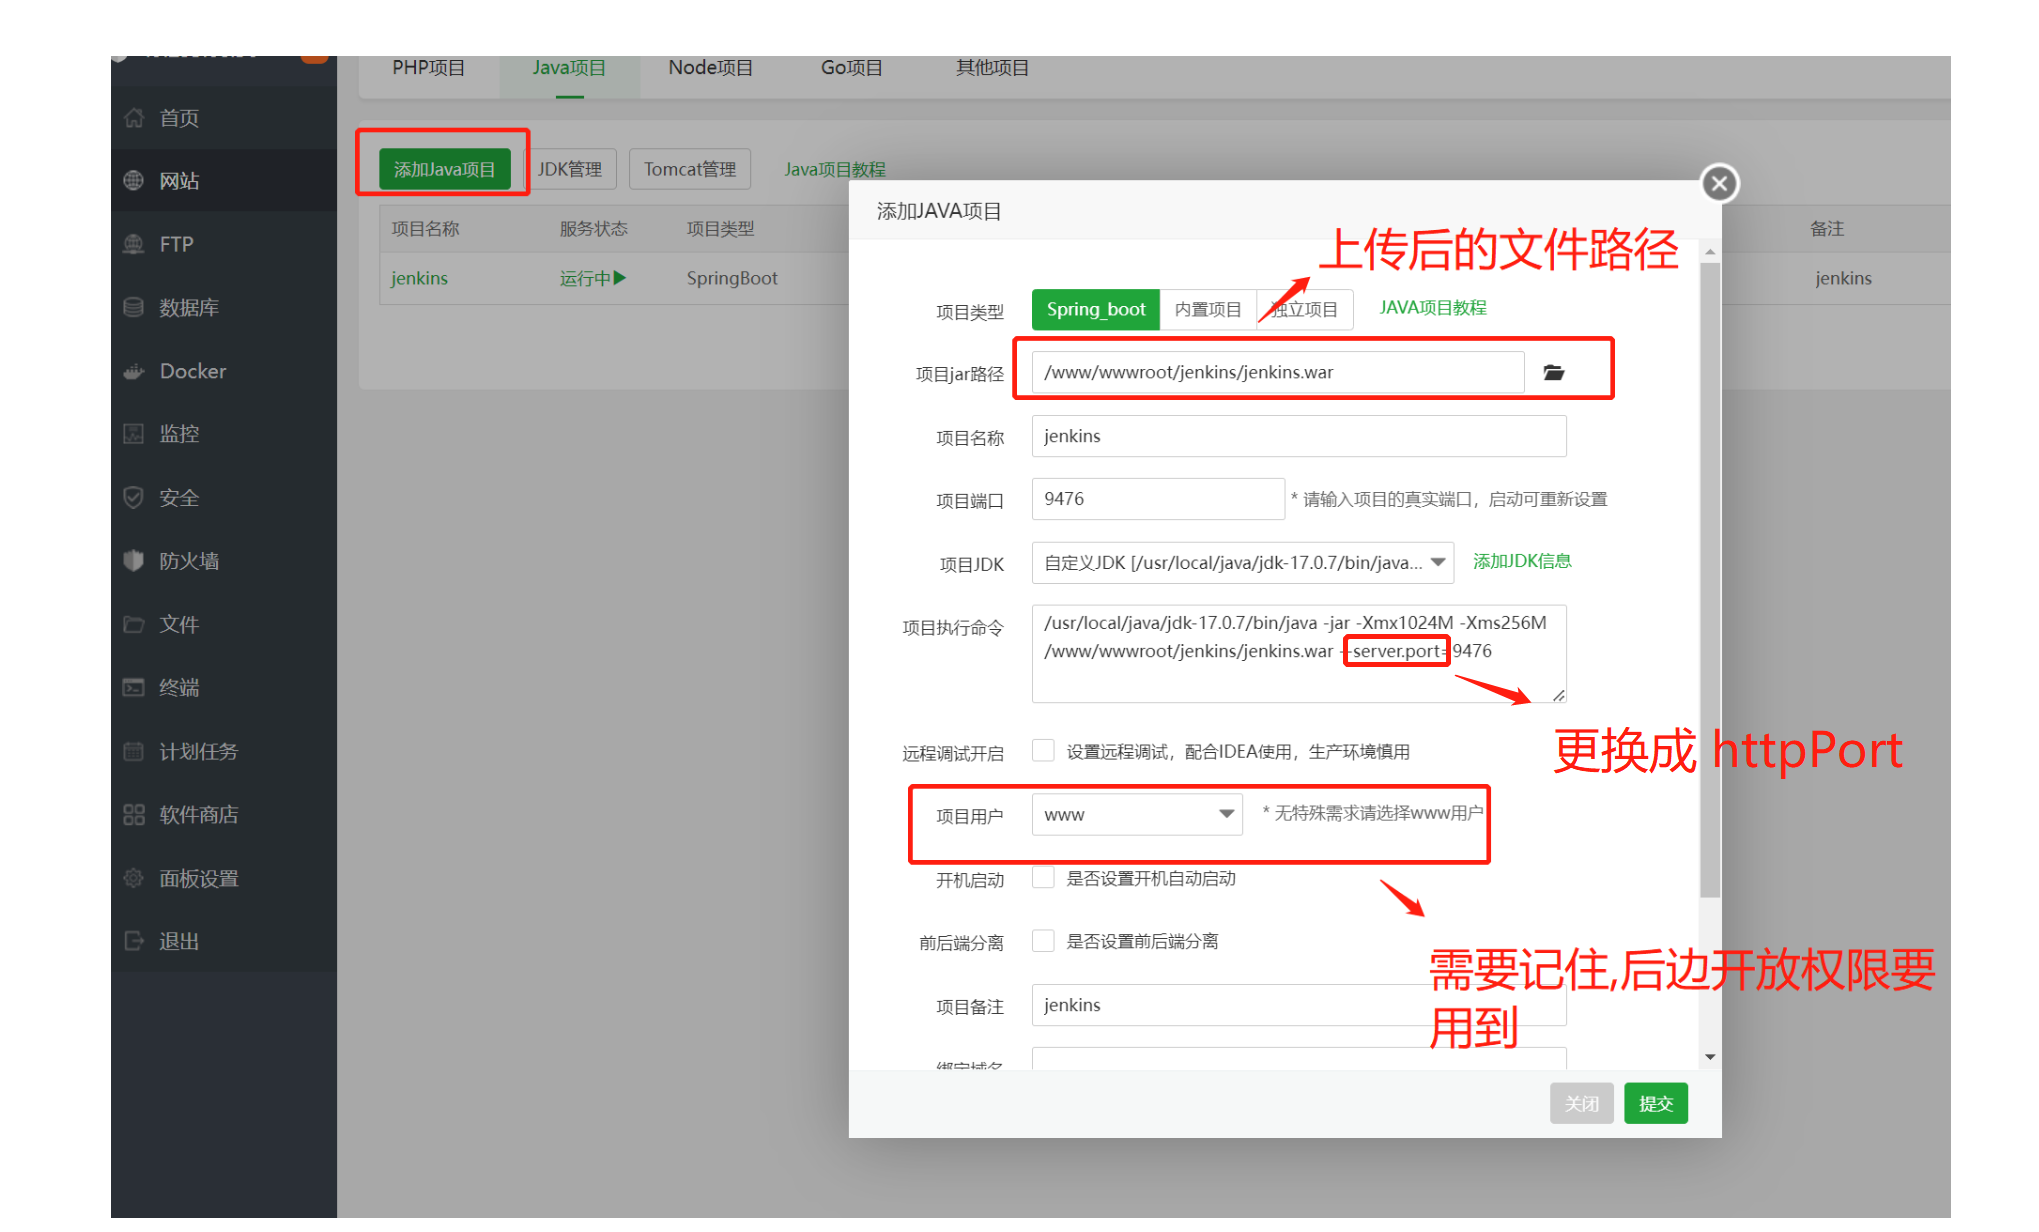 PHP项目
Java项目
Node项目
Go项目
其他项目
首页
网站
FTP
数据库
Docker
监控
安全
防火墙
文件
终端
计划任务
软件商店
面板设置
退出
添加Java项目
JDK管理
Tomcat管理
Java项目教程
项目名称
服务状态
项目类型
备注
jenkins
运行中
SpringBoot
jenkins
添加JAVA项目
上传后的文件路径
项目类型
Spring_boot
内置项目
独立项目
JAVA项目教程
项目jar路径
/www/wwwroot/jenkins/jenkins.war
项目名称
jenkins
项目端口
9476
* 请输入项目的真实端口，启动可重新设置
项目JDK
自定义JDK [/usr/local/java/jdk-17.0.7/bin/java...
添加JDK信息
项目执行命令
/usr/local/java/jdk-17.0.7/bin/java -jar -Xmx1024M -Xms256M
/www/wwwroot/jenkins/jenkins.war --server.port=9476
更换成 httpPort
远程调试开启
设置远程调试，配合IDEA使用，生产环境慎用
项目用户
www
* 无特殊需求请选择www用户
开机启动
是否设置开机自动启动
前后端分离
是否设置前后端分离
需要记住,后边开放权限要
用到
项目备注
jenkins
绑定域名
关闭
提交